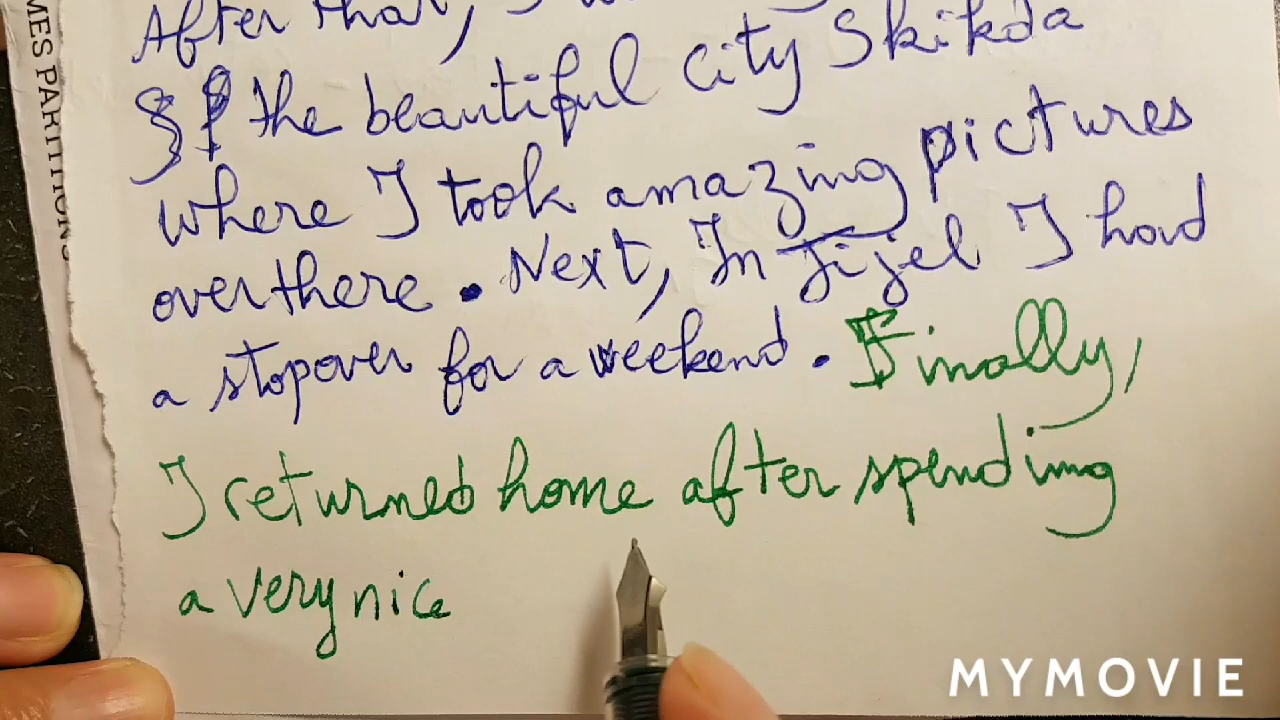 After that, I
the beautiful city Skikda
where I took amazing pictures
over there. Next, In Jijel I had
a stopover for a weekend. Finally,
I returned home after spending
a very nice
MES PARTITIONS
MYMOVIE